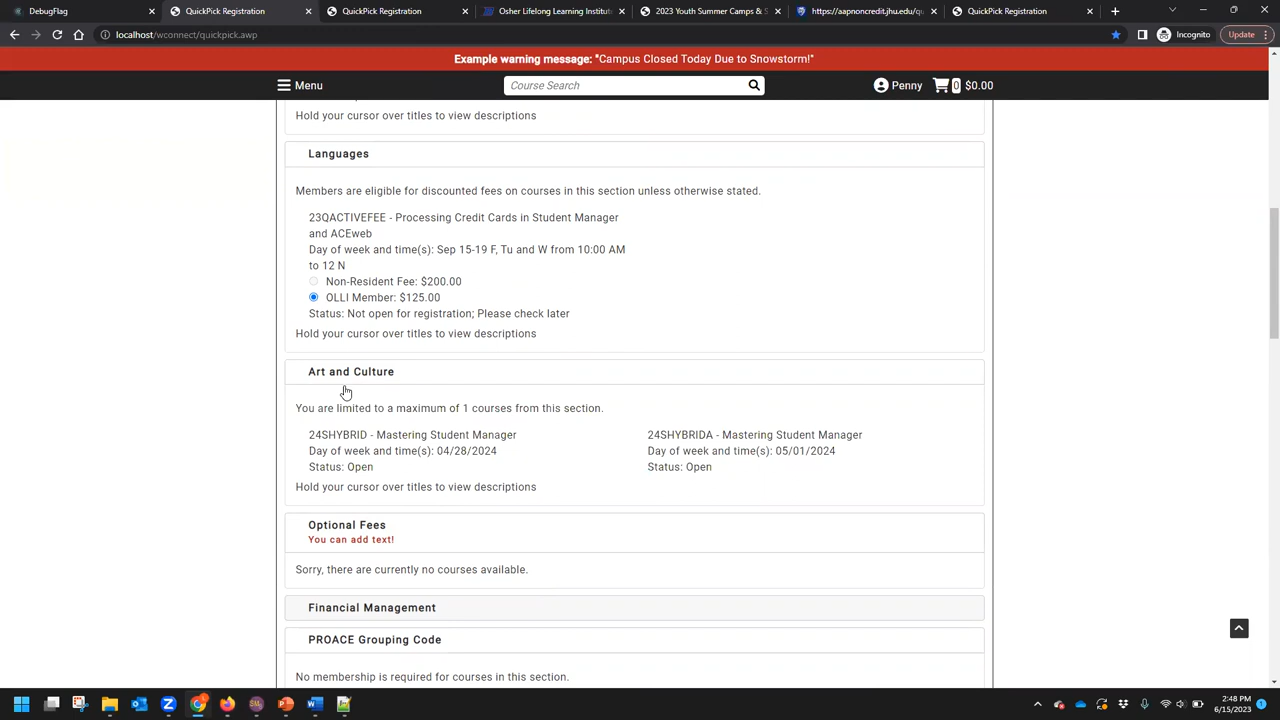 DebugFlag
QuickPick Registration
QuickPick Registration
Osher Lifelong Learning Institute
2023 Youth Summer Camps & S
https://aapnoncredit.jhu.edu/qu
QuickPick Registration
localhost/wconnect/quickpick.awp
Incognito
Update
Example warning message: "Campus Closed Today Due to Snowstorm!"
Menu
Course Search
Penny
0
$0.00
Hold your cursor over titles to view descriptions
Languages
Members are eligible for discounted fees on courses in this section unless otherwise stated.
23QACTIVEFEE - Processing Credit Cards in Student Manager
and ACEweb
Day of week and time(s): Sep 15-19 F, Tu and W from 10:00 AM
to 12 N
Non-Resident Fee: $200.00
OLLI Member: $125.00
Status: Not open for registration; Please check later
Hold your cursor over titles to view descriptions
Art and Culture
You are limited to a maximum of 1 courses from this section.
24SHYBRID - Mastering Student Manager
Day of week and time(s): 04/28/2024
Status: Open
24SHYBRIDA - Mastering Student Manager
Day of week and time(s): 05/01/2024
Status: Open
Hold your cursor over titles to view descriptions
Optional Fees
You can add text!
Sorry, there are currently no courses available.
Financial Management
PROACE Grouping Code
No membership is required for courses in this section.
2:48 PM
6/15/2023